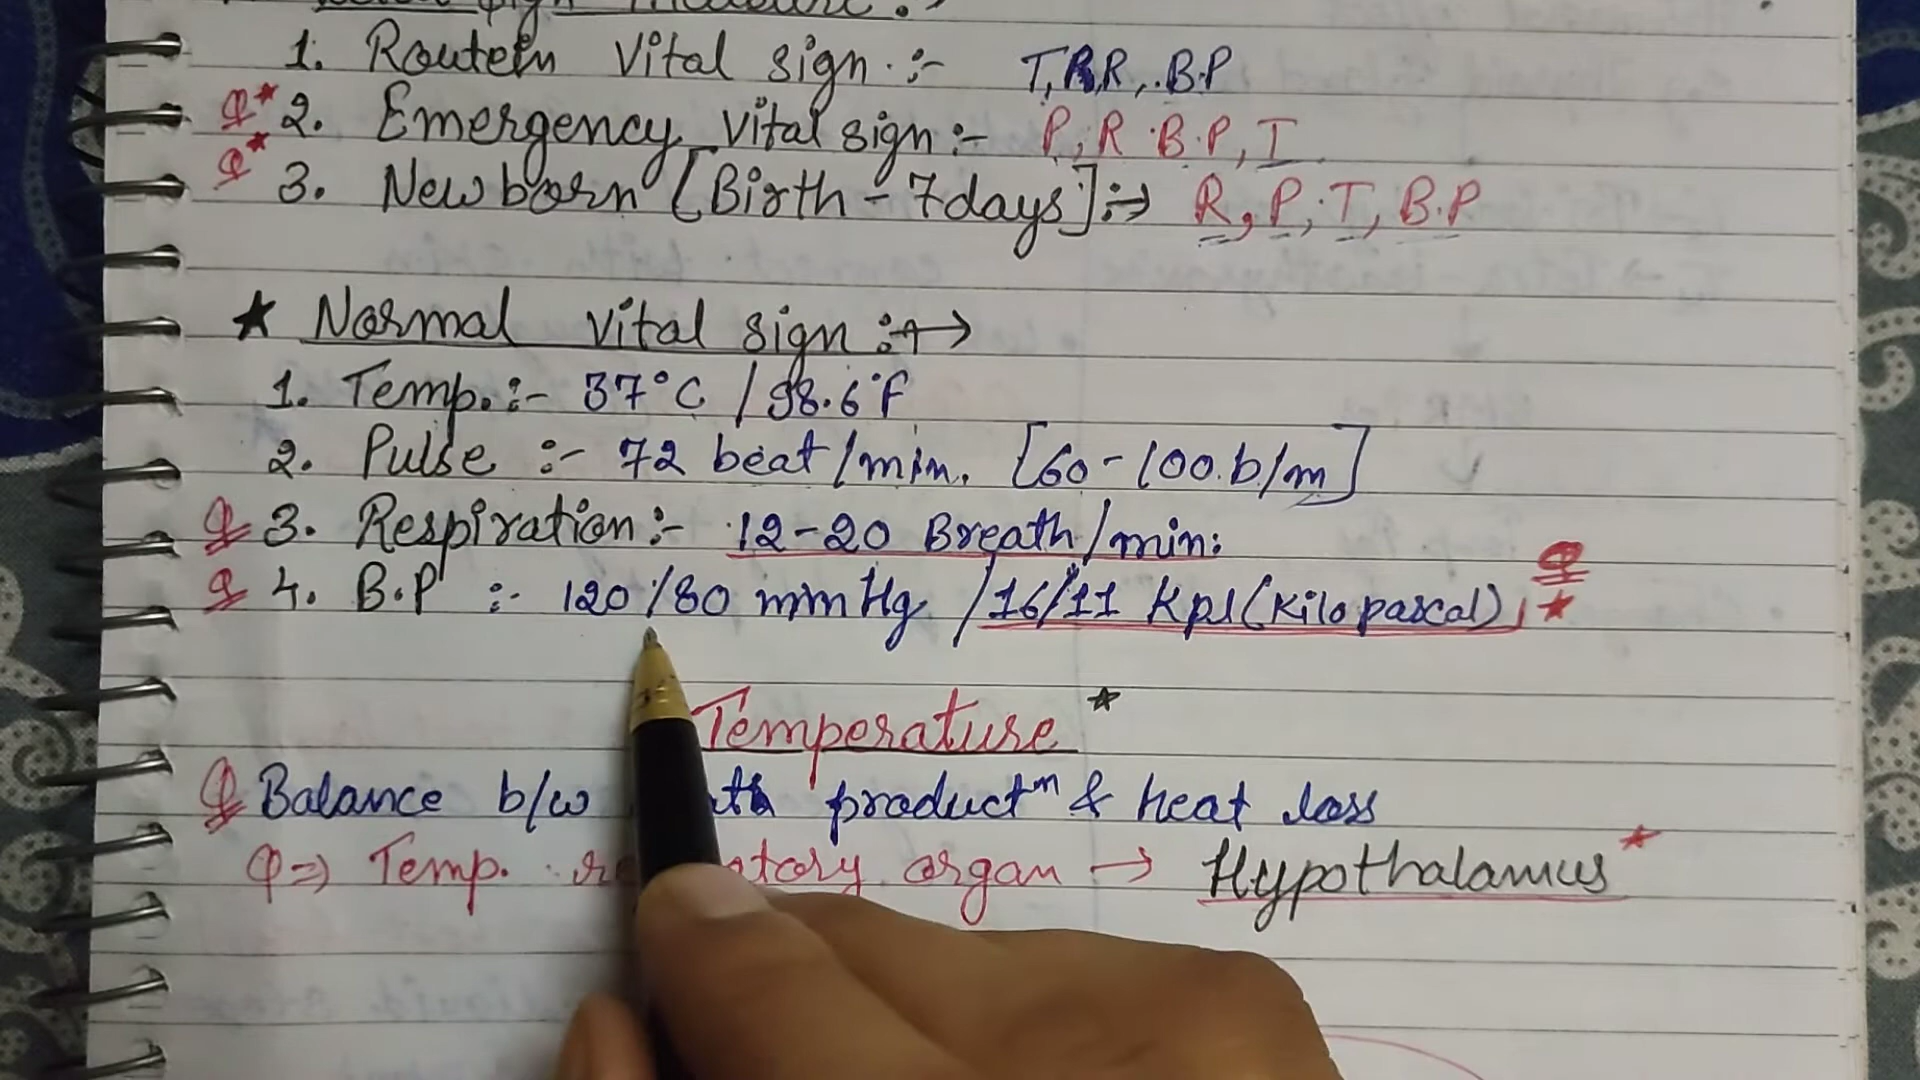 Sign Measure :-
1. Routein Vital sign :- T, P, R, B.P
Q* 2. Emergency Vital sign :- P, R B.P, T
Q* 3. New born [Birth - 7days] :→ R, P, T, B.P
★ Normal Vital sign :→
1. Temp. :- 37°C / 98.6°F
2. Pulse :- 72 beat/min. [60-100.b/m]
Q 3. Respiration :- 12-20 Breath/min.
Q 4. B.P :- 120/80 mmHg / 16/11 Kpl (Kilo pascal) Q ★
Temperature ★
Q Balance b/w product^n & heat loss
Q⇒ Temp. organ → Hypothalamus ★